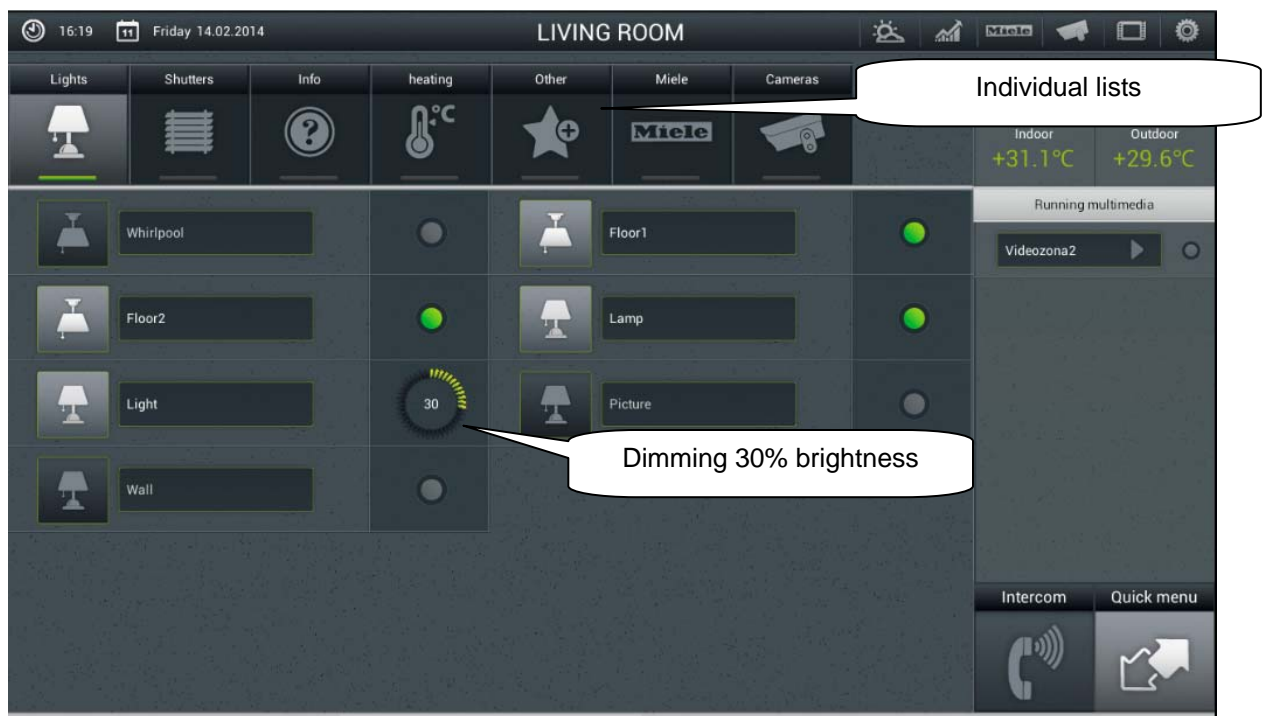 16:19 11 Friday 14.02.2014 LIVING ROOM Miele
Lights Shutters Info heating Other Miele Cameras
Individual lists
°C Miele
Indoor Outdoor
+31.1°C +29.6°C
Running multimedia
Whirlpool Floor1
Videozona2
Floor2 Lamp
Light 30 Picture
Dimming 30% brightness
Wall
Intercom Quick menu